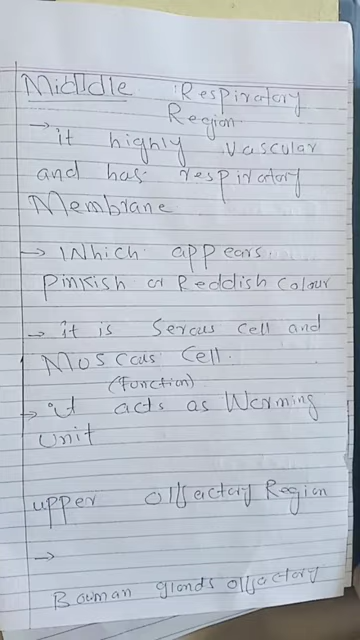 Middle : Respiratory
Region
→ it highly vascular
and has respiratory
Membrane
→ Which appears
Pinkish or Reddish Colour
→ it is Serous cell and
Moscous Cell.
(Function)
→ it acts as Warming
Unit
upper olfactory Region
→
Bowman glands olfactory